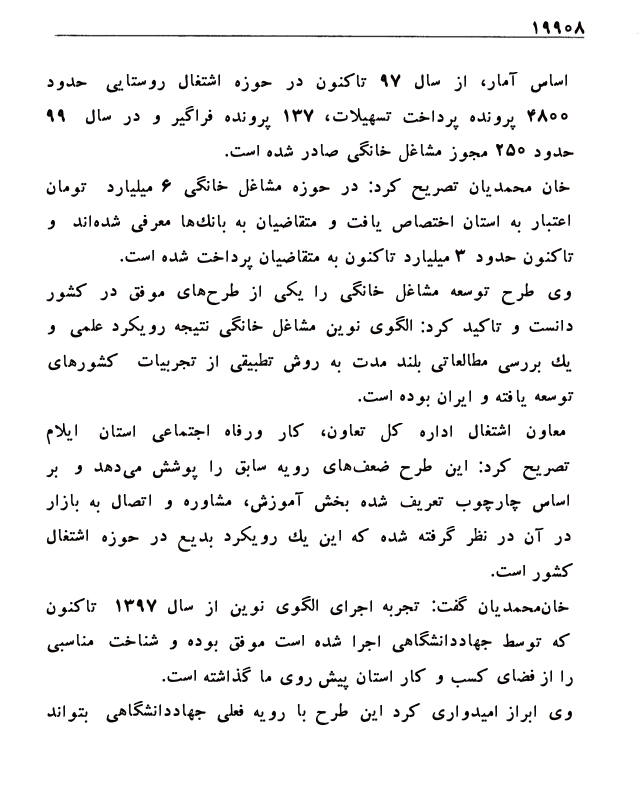 ۱۹۹۰۸
اساس آمار، از سال ۹۷ تاکنون در حوزه اشتغال روستایی حدود
۴۸۰۰ پرونده پرداخت تسهیلات، ۱۳۷ پرونده فراگیر و در سال ۹۹
حدود ۲۵۰ مجوز مشاغل خانگی صادر شده است.
خان محمدیان تصریح کرد: در حوزه مشاغل خانگی ۶ میلیارد تومان
اعتبار به استان اختصاص یافت و متقاضیان به بانك‌ها معرفی شده‌اند و
تاکنون حدود ۳ میلیارد تاکنون به متقاضیان پرداخت شده است.
وی طرح توسعه مشاغل خانگی را یکی از طرح‌های موفق در کشور
دانست و تاکید کرد: الگوی نوین مشاغل خانگی نتیجه رویکرد علمی و
یك بررسی مطالعاتی بلند مدت به روش تطبیقی از تجربیات کشورهای
توسعه یافته و ایران بوده است.
معاون اشتغال اداره کل تعاون، کار ورفاه اجتماعی استان ایلام
تصریح کرد: این طرح ضعف‌های رویه سابق را پوشش می‌دهد و بر
اساس چارچوب تعریف شده بخش آموزش، مشاوره و اتصال به بازار
در آن در نظر گرفته شده که این یك رویکرد بدیع در حوزه اشتغال
کشور است.
خان‌محمدیان گفت: تجربه اجرای الگوی نوین از سال ۱۳۹۷ تاکنون
که توسط جهاددانشگاهی اجرا شده است موفق بوده و شناخت مناسبی
را از فضای کسب و کار استان پیش روی ما گذاشته است.
وی ابراز امیدواری کرد این طرح با رویه فعلی جهاددانشگاهی بتواند